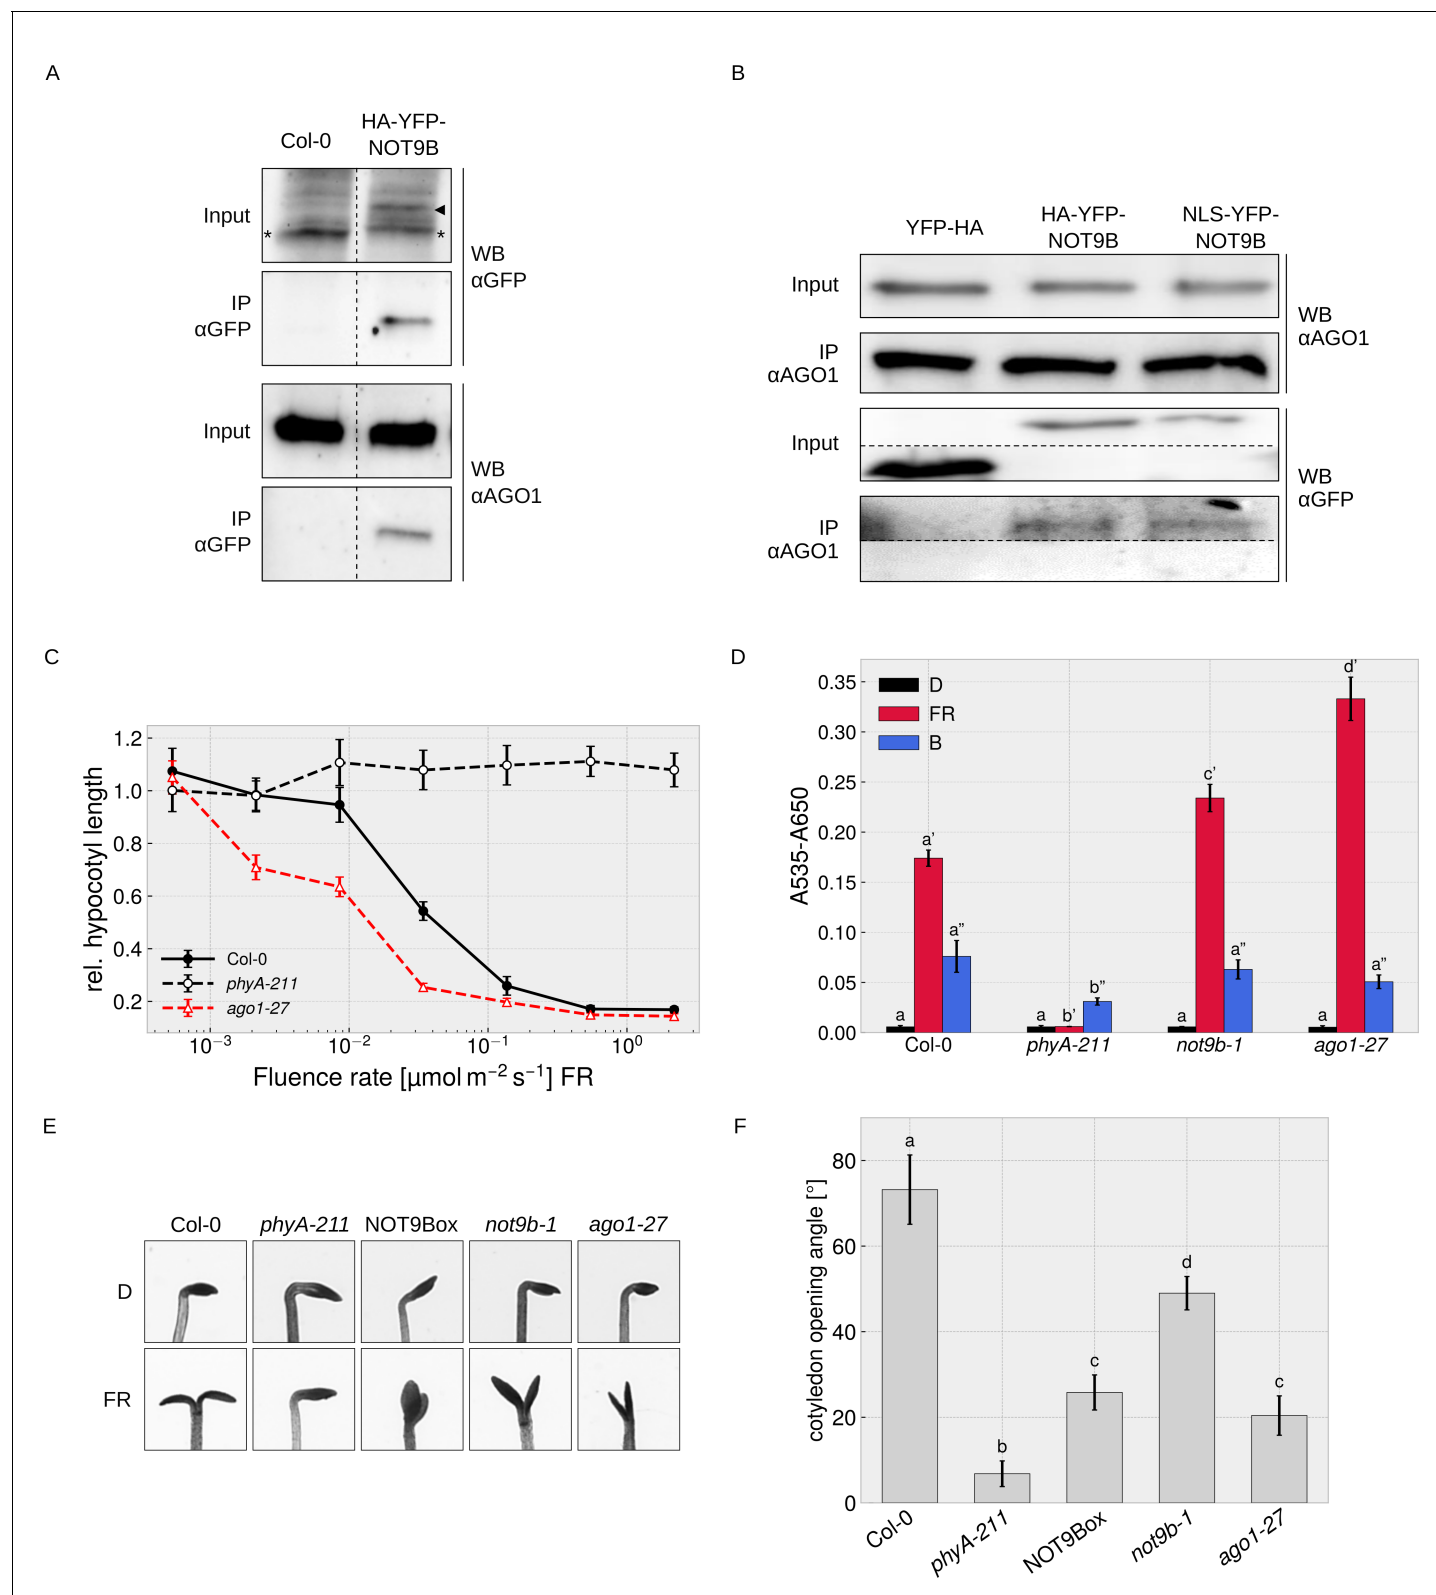 A
Col-0
HA-YFP-
NOT9B
Input
*
*
WB
αGFP
IP
αGFP
Input
WB
αAGO1
IP
αGFP
B
YFP-HA
HA-YFP-
NOT9B
NLS-YFP-
NOT9B
Input
WB
αAGO1
IP
αAGO1
Input
WB
αGFP
IP
αAGO1
C
rel. hypocotyl length
1.2
1.0
0.8
0.6
0.4
0.2
Col-0
phyA-211
ago1-27
10⁻³ 10⁻² 10⁻¹ 10⁰
Fluence rate [µmol m⁻² s⁻¹] FR
D
A535-A650
0.35
0.30
0.25
0.20
0.15
0.10
0.05
0.00
D
FR
B
a a’ a”
a b’ b”
a c’ a”
a d’ a”
Col-0 phyA-211 not9b-1 ago1-27
E
Col-0 phyA-211 NOT9Box not9b-1 ago1-27
D
FR
F
cotyledon opening angle [°]
80
60
40
20
0
a b c d c
Col-0 phyA-211 NOT9Box not9b-1 ago1-27